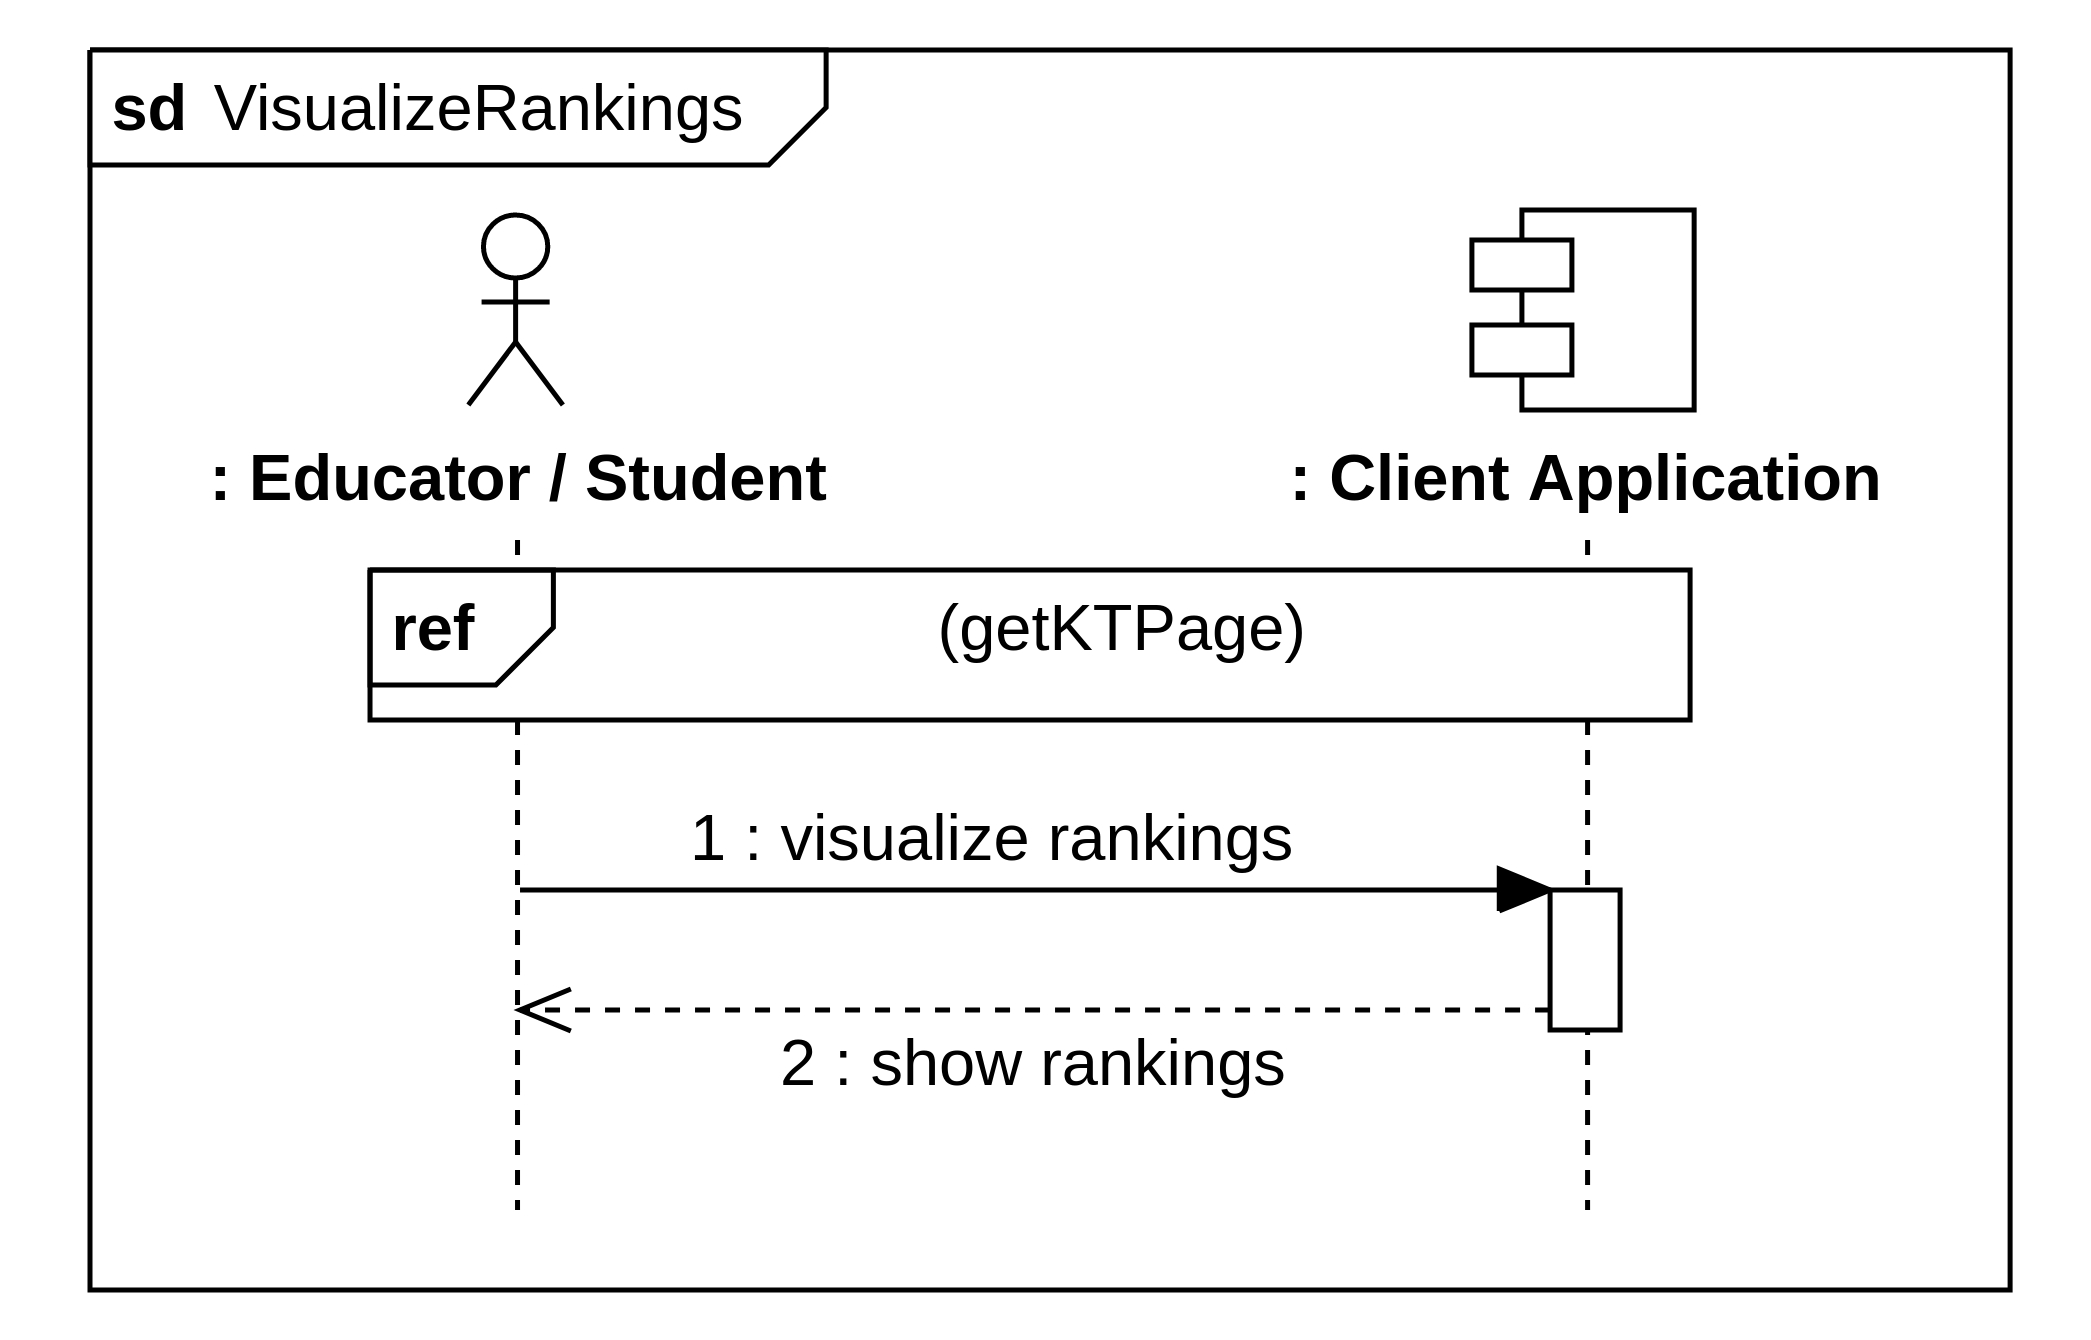 sd VisualizeRankings
: Educator / Student
: Client Application
ref
(getKTPage)
1 : visualize rankings
2 : show rankings